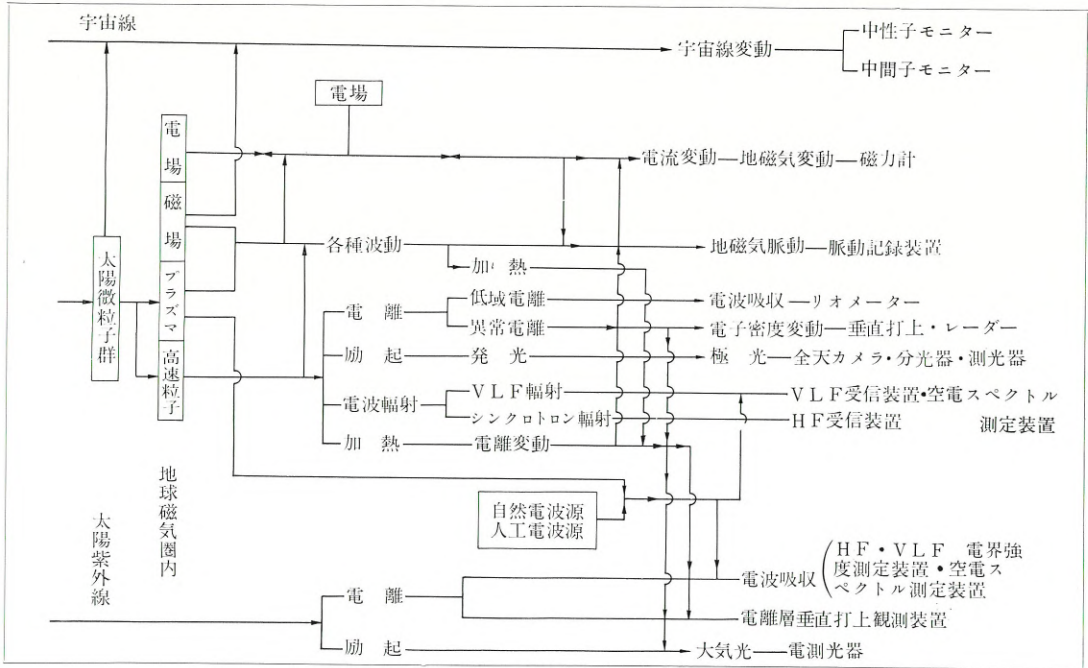 宇宙線
宇宙線変動
中性子モニター
中間子モニター
電場
電場
磁場
プラズマ
高速粒子
太陽微粒子群
電流変動―地磁気変動―磁力計
各種波動
地磁気脈動―脈動記録装置
加熱
電離
低域電離
電波吸収―リオメーター
異常電離
電子密度変動―垂直打上・レーダー
励起
発光
極光―全天カメラ・分光器・測光器
電波輻射
VLF輻射
VLF受信装置・空電スペクトル
シンクロトロン輻射
HF受信装置
測定装置
加熱
電離変動
地球磁気圏内
自然電波源
人工電波源
太陽紫外線
電離
電波吸収
HF・VLF 電界強
度測定装置・空電ス
ペクトル測定装置
電離層垂直打上観測装置
励起
大気光――電測光器